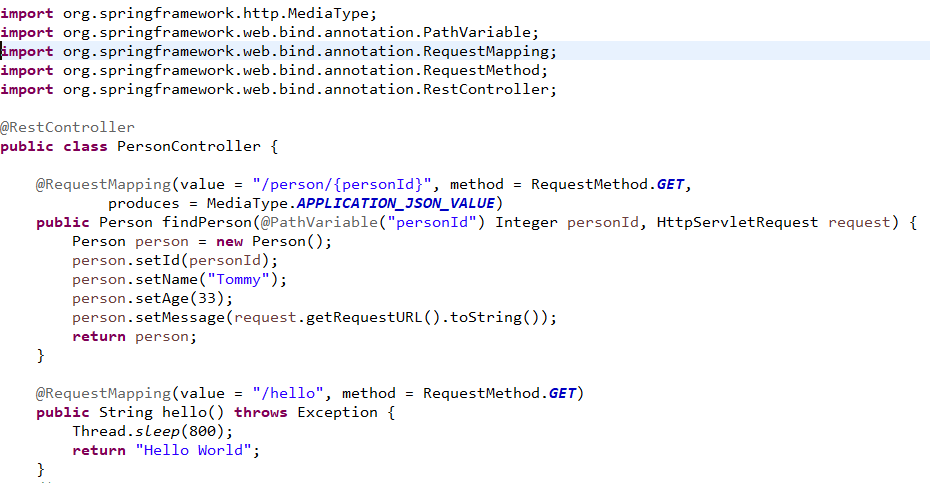 import org.springframework.http.MediaType;
import org.springframework.web.bind.annotation.PathVariable;
import org.springframework.web.bind.annotation.RequestMapping;
import org.springframework.web.bind.annotation.RequestMethod;
import org.springframework.web.bind.annotation.RestController;

@RestController
public class PersonController {

    @RequestMapping(value = "/person/{personId}", method = RequestMethod.GET,
            produces = MediaType.APPLICATION_JSON_VALUE)
    public Person findPerson(@PathVariable("personId") Integer personId, HttpServletRequest request) {
        Person person = new Person();
        person.setId(personId);
        person.setName("Tommy");
        person.setAge(33);
        person.setMessage(request.getRequestURL().toString());
        return person;
    }

    @RequestMapping(value = "/hello", method = RequestMethod.GET)
    public String hello() throws Exception {
        Thread.sleep(800);
        return "Hello World";
    }